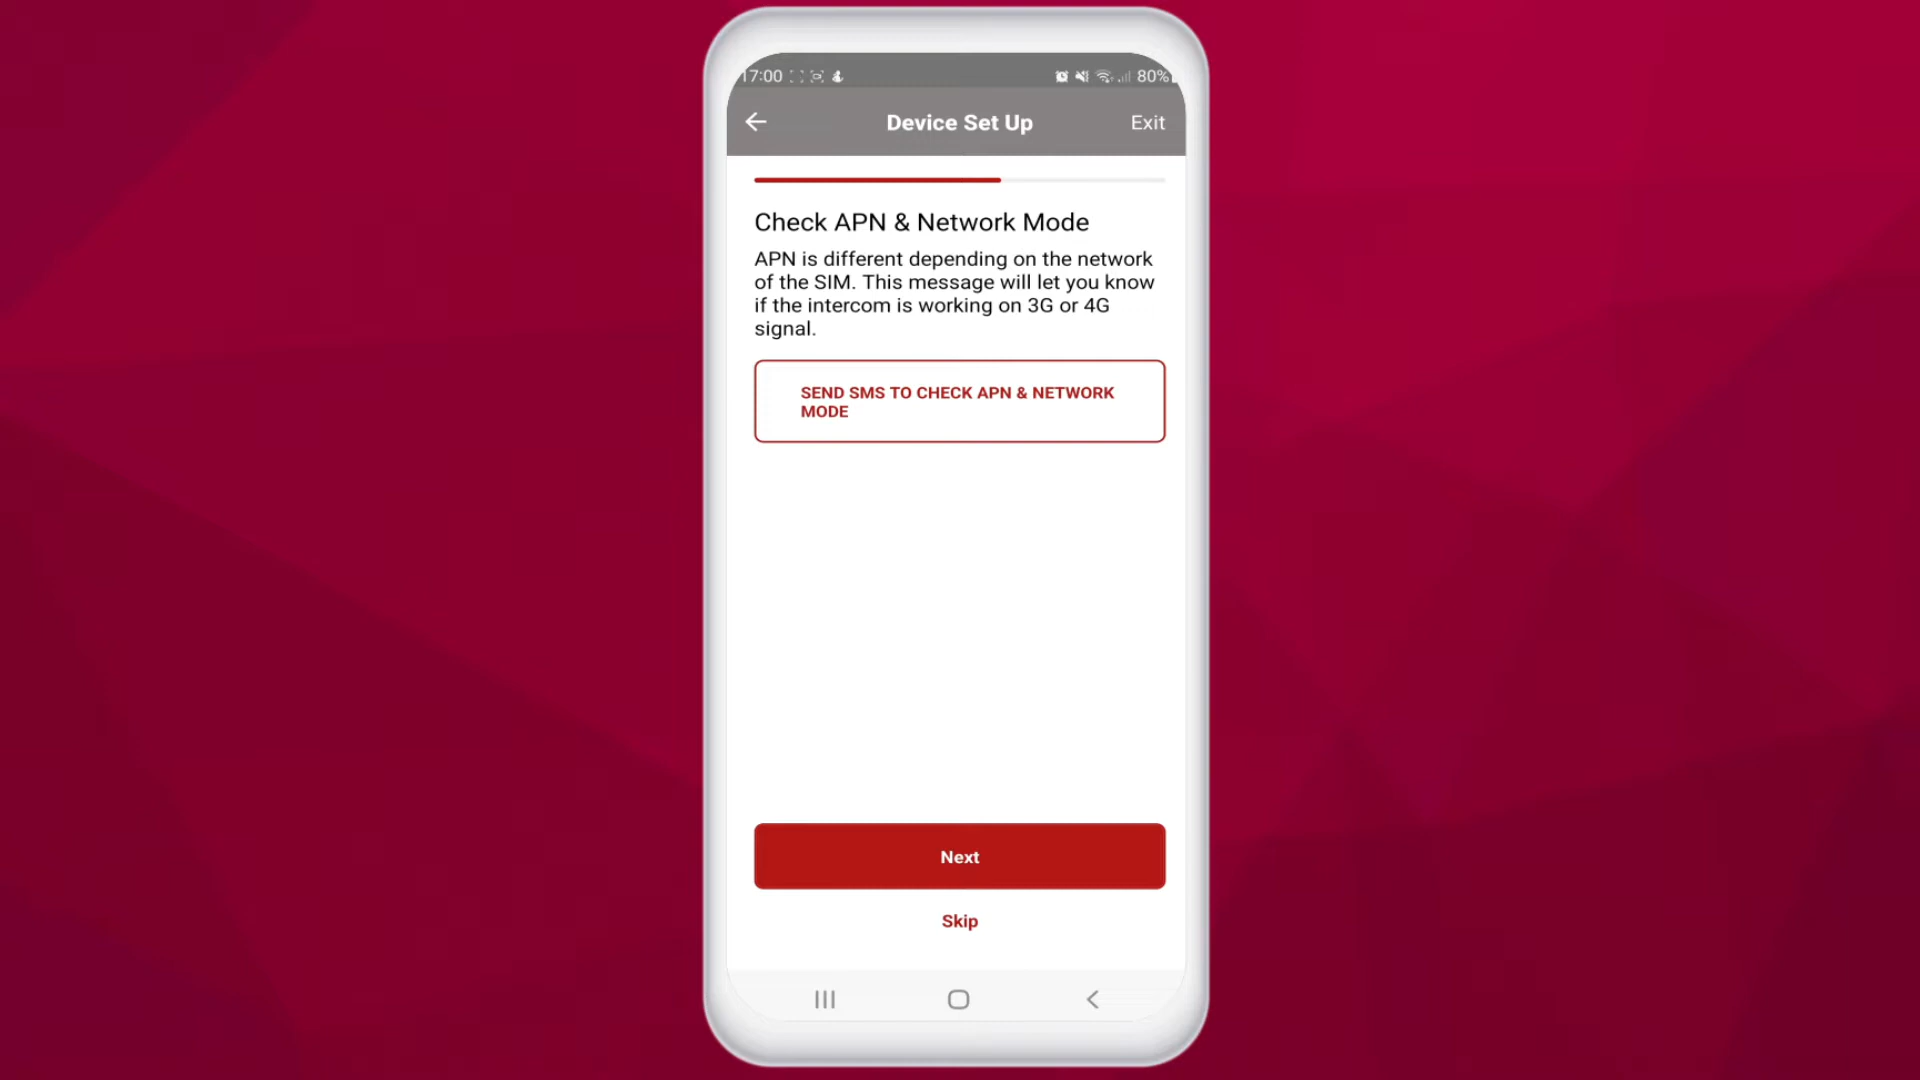 17:00
80%
Device Set Up
Exit
Check APN & Network Mode
APN is different depending on the network
of the SIM. This message will let you know
if the intercom is working on 3G or 4G
signal.
SEND SMS TO CHECK APN & NETWORK
MODE
Next
Skip